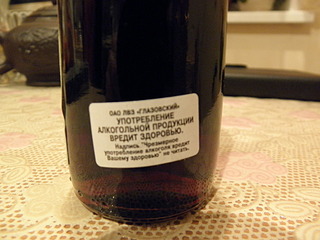 ОАО ЛВЗ «ГЛАЗОВСКИЙ»
УПОТРЕБЛЕНИЕ
АЛКОГОЛЬНОЙ ПРОДУКЦИИ
ВРЕДИТ ЗДОРОВЬЮ.
Надпись "Чрезмерное
употребление алкоголя вредит
Вашему здоровью" не читать.